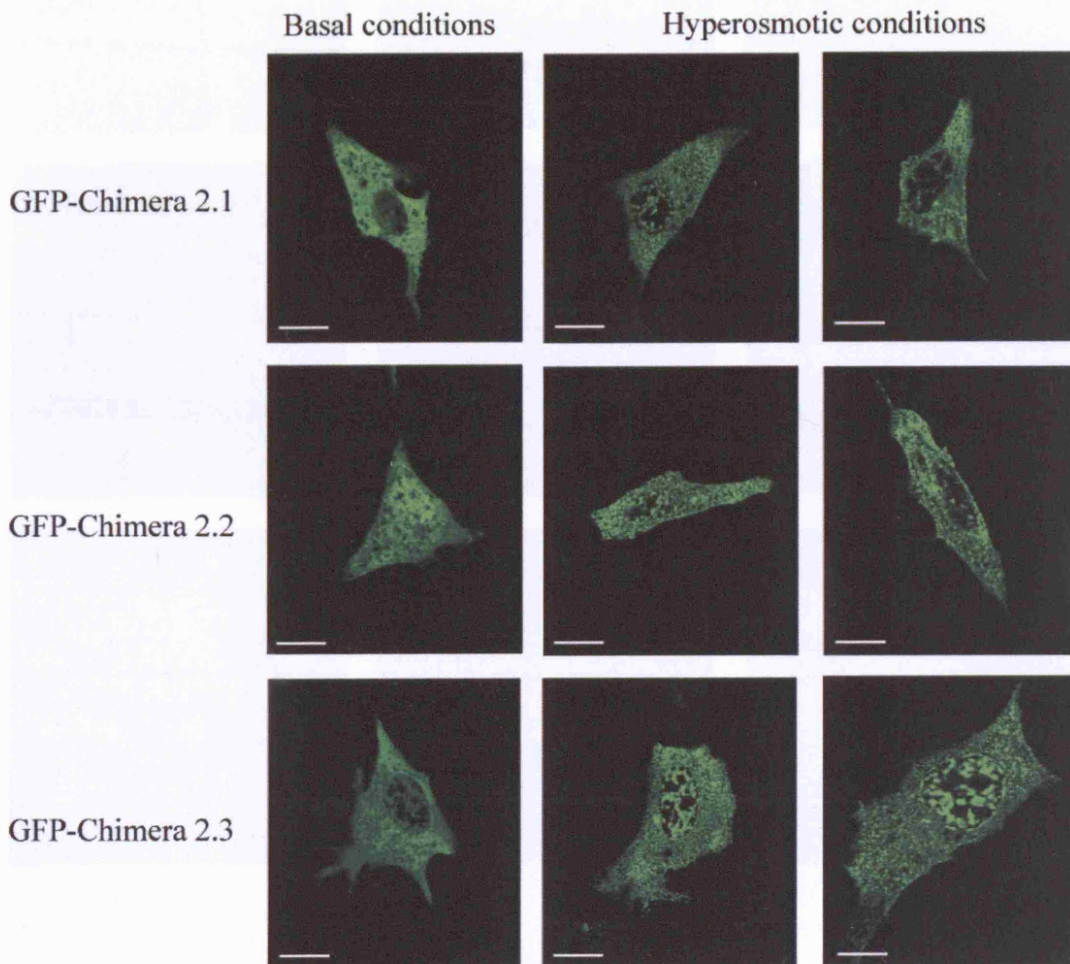 Basal conditions Hyperosmotic conditions
GFP-Chimera 2.1
GFP-Chimera 2.2
GFP-Chimera 2.3